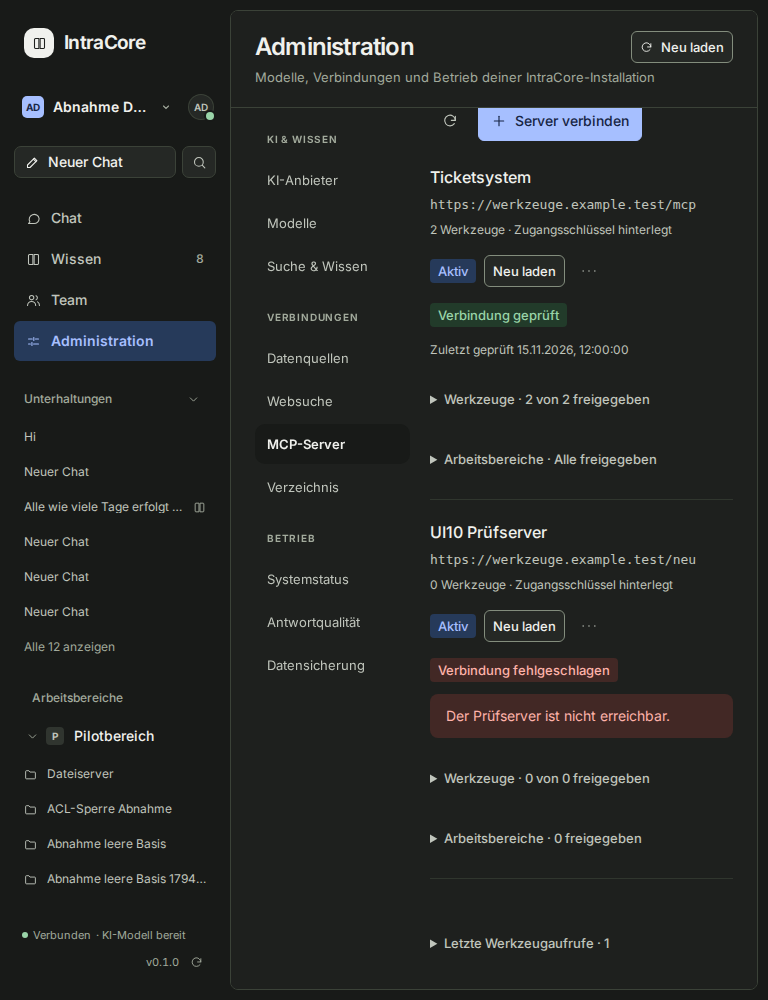 IntraCore
AD
Abnahme D...
AD
Neuer Chat
Chat
Wissen
8
Team
Administration
Unterhaltungen
Hi
Neuer Chat
Alle wie viele Tage erfolgt ...
Neuer Chat
Neuer Chat
Neuer Chat
Alle 12 anzeigen
Arbeitsbereiche
P
Pilotbereich
Dateiserver
ACL-Sperre Abnahme
Abnahme leere Basis
Abnahme leere Basis 1794...
Verbunden · KI-Modell bereit
v0.1.0
Administration
Neu laden
Modelle, Verbindungen und Betrieb deiner IntraCore-Installation
KI & WISSEN
KI-Anbieter
Modelle
Suche & Wissen
VERBINDUNGEN
Datenquellen
Websuche
MCP-Server
Verzeichnis
BETRIEB
Systemstatus
Antwortqualität
Datensicherung
Server verbinden
Ticketsystem
https://werkzeuge.example.test/mcp
2 Werkzeuge · Zugangsschlüssel hinterlegt
Aktiv
Neu laden
···
Verbindung geprüft
Zuletzt geprüft 15.11.2026, 12:00:00
Werkzeuge · 2 von 2 freigegeben
Arbeitsbereiche · Alle freigegeben
UI10 Prüfserver
https://werkzeuge.example.test/neu
0 Werkzeuge · Zugangsschlüssel hinterlegt
Aktiv
Neu laden
···
Verbindung fehlgeschlagen
Der Prüfserver ist nicht erreichbar.
Werkzeuge · 0 von 0 freigegeben
Arbeitsbereiche · 0 freigegeben
Letzte Werkzeugaufrufe · 1